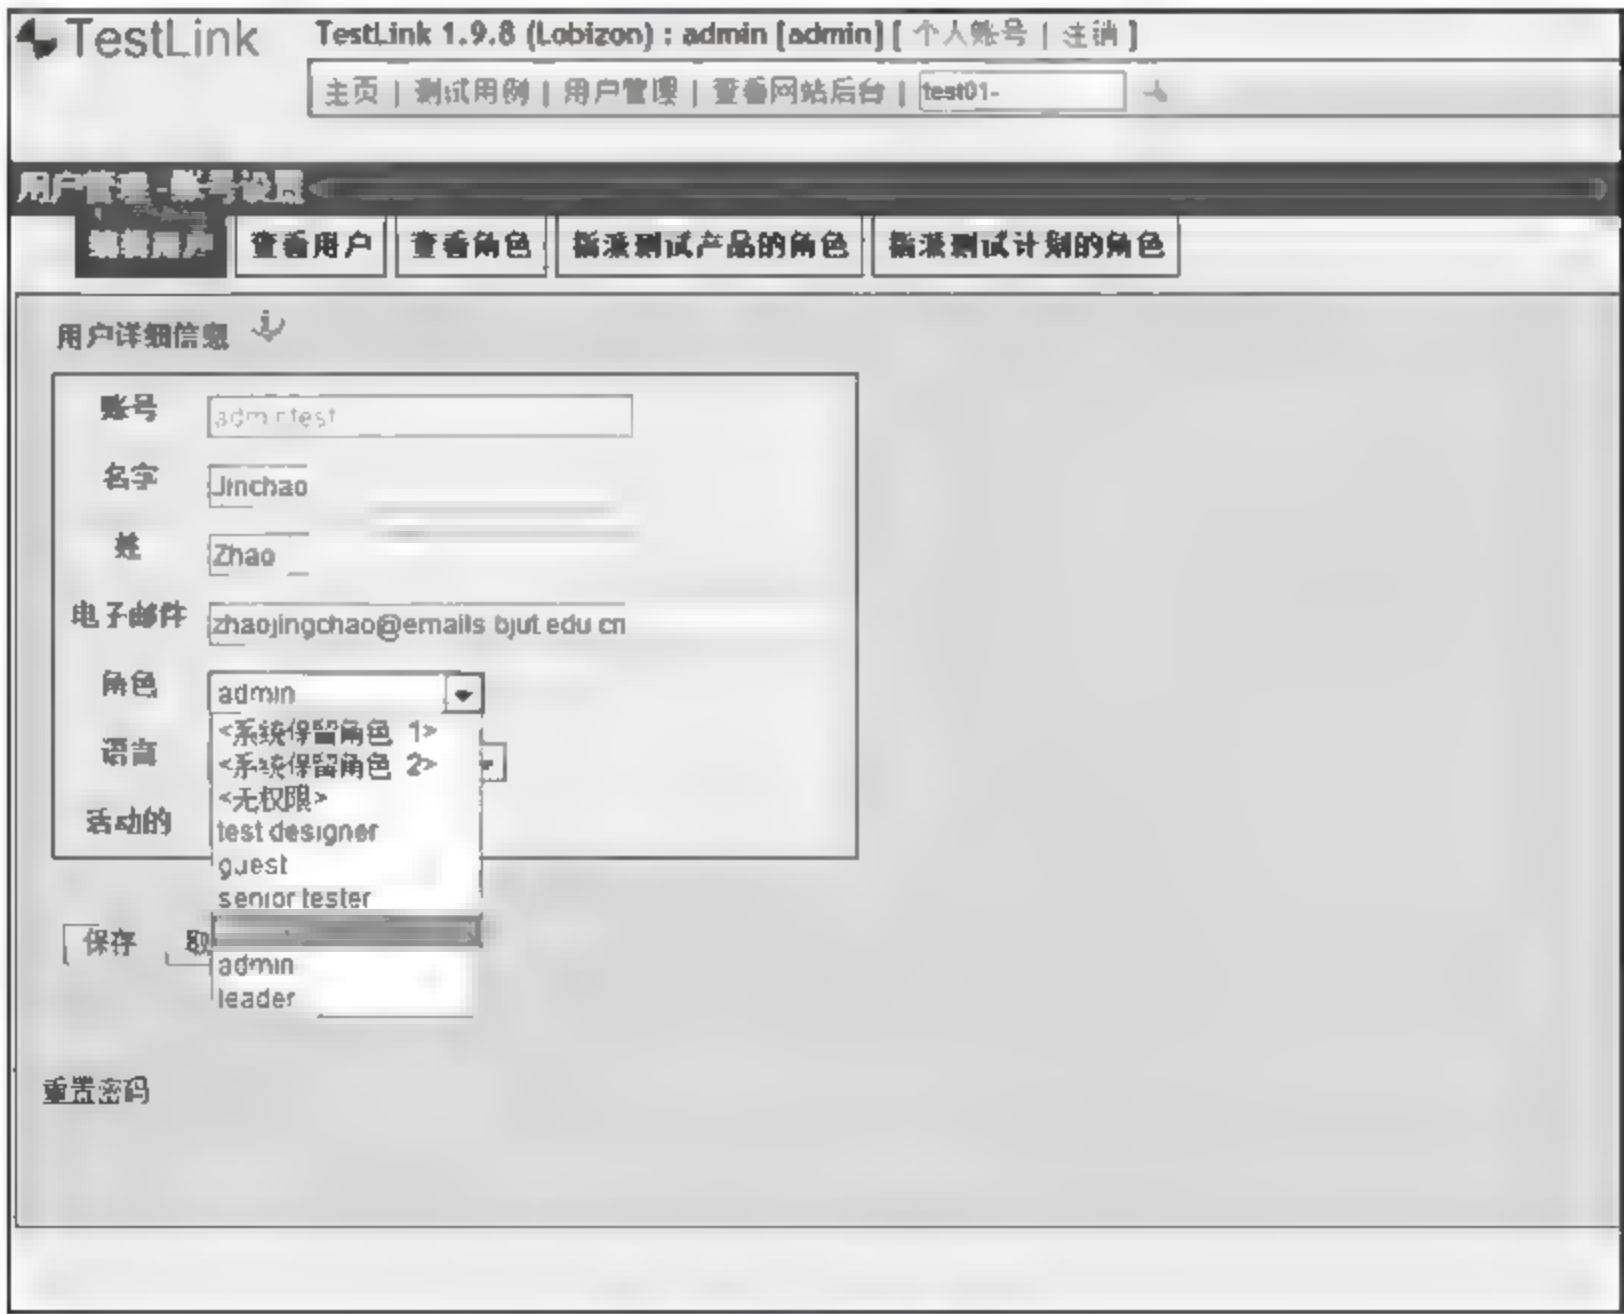 TestLink
TestLink 1.9.8 (Lobizon) : admin [admin] [ 个人账号 | 注销 ]
主页 | 测试用例 | 用户管理 | 查看网站后台 | test01-
用户管理 - 账号设置
编辑用户 查看用户 查看角色 指派测试产品的角色 指派测试计划的角色
用户详细信息
账号 admintest
名字 Jinchao
姓 Zhao
电子邮件 zhaojingchao@emails.bjut.edu.cn
角色 admin
<系统保留角色 1>
语言
<系统保留角色 2>
<无权限>
活动的
test designer
guest
senior tester
保存 取
admin
leader
重置密码